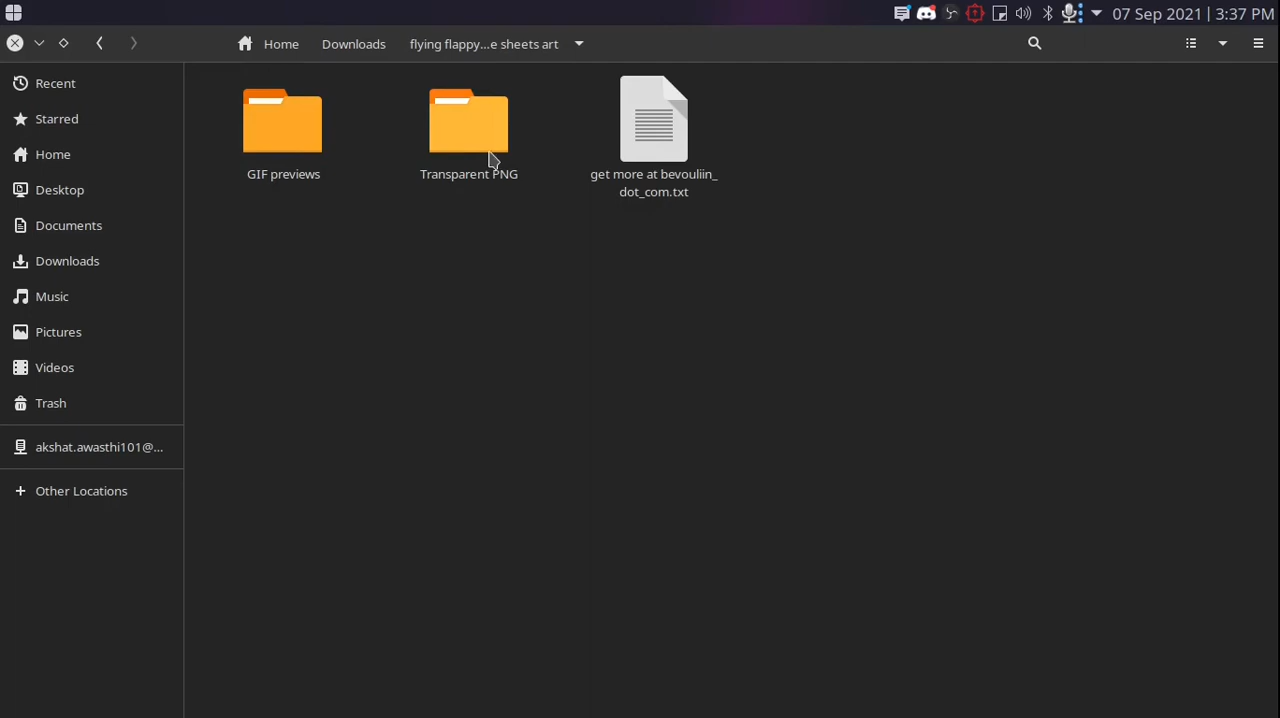 07 Sep 2021 | 3:37 PM
Home
Downloads
flying flappy...e sheets art
Recent
Starred
Home
Desktop
Documents
Downloads
Music
Pictures
Videos
Trash
akshat.awasthi101@...
Other Locations
GIF previews
Transparent PNG
get more at bevouliin_
dot_com.txt